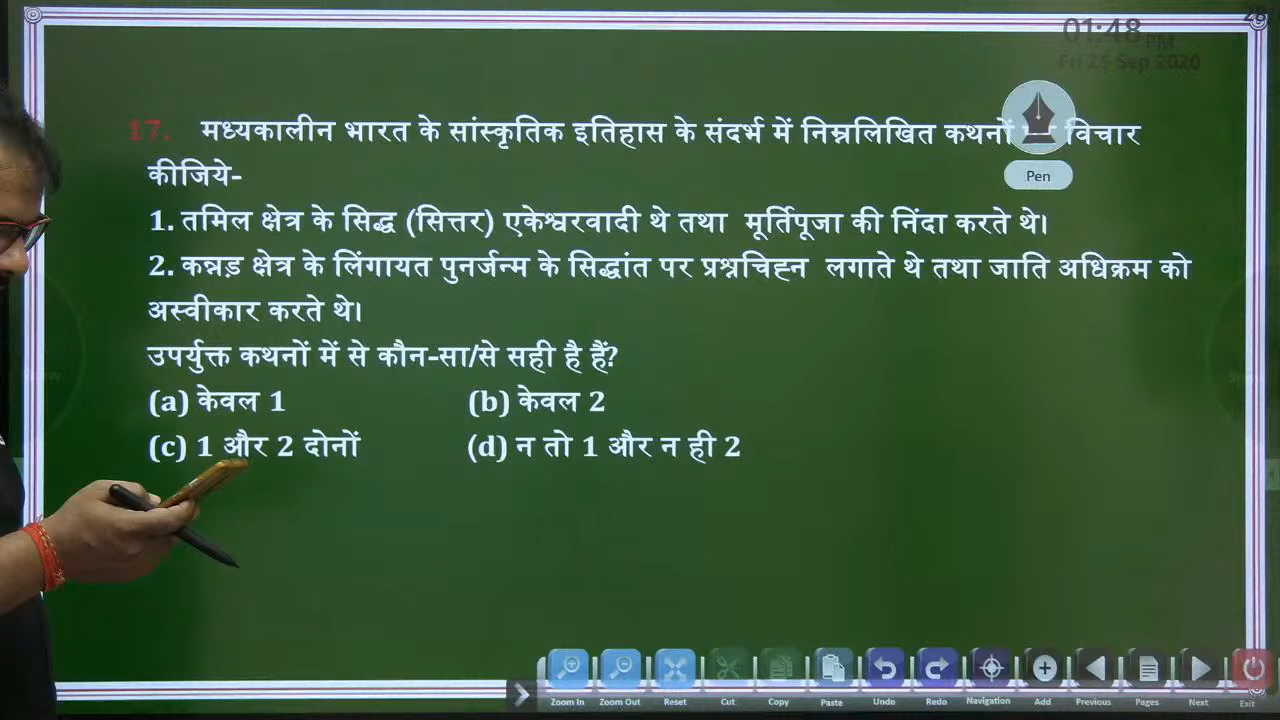 01:48 PM
Fri 25 Sep 2020
17. मध्यकालीन भारत के सांस्कृतिक इतिहास के संदर्भ में निम्नलिखित कथनों विचार
Pen
कीजिये-
1. तमिल क्षेत्र के सिद्ध (सित्तर) एकेश्वरवादी थे तथा मूर्तिपूजा की निंदा करते थे।
2. कन्नड़ क्षेत्र के लिंगायत पुनर्जन्म के सिद्धांत पर प्रश्नचिह्न लगाते थे तथा जाति अधिक्रम को
अस्वीकार करते थे।
उपर्युक्त कथनों में से कौन-सा/से सही है हैं?
(a) केवल 1 (b) केवल 2
(c) 1 और 2 दोनों (d) न तो 1 और न ही 2
Zoom In Zoom Out Reset Cut Copy Paste Undo Redo Navigation Add Previous Pages Next Exit